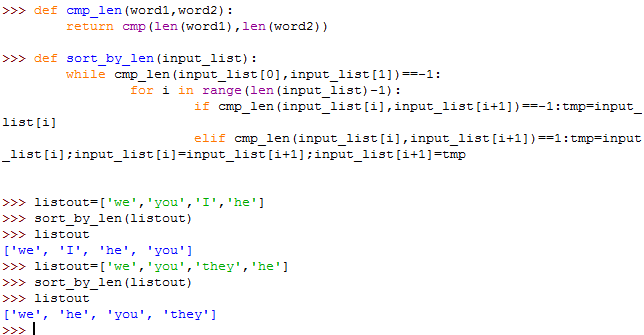 >>> def cmp_len(word1,word2):
        return cmp(len(word1),len(word2))

>>> def sort_by_len(input_list):
        while cmp_len(input_list[0],input_list[1])==-1:
                for i in range(len(input_list)-1):
                        if cmp_len(input_list[i],input_list[i+1])==-1:tmp=input_
list[i]
                        elif cmp_len(input_list[i],input_list[i+1])==1:tmp=input
_list[i];input_list[i]=input_list[i+1];input_list[i+1]=tmp

>>> listout=['we','you','I','he']
>>> sort_by_len(listout)
>>> listout
['we', 'I', 'he', 'you']
>>> listout=['we','you','they','he']
>>> sort_by_len(listout)
>>> listout
['we', 'he', 'you', 'they']
>>>